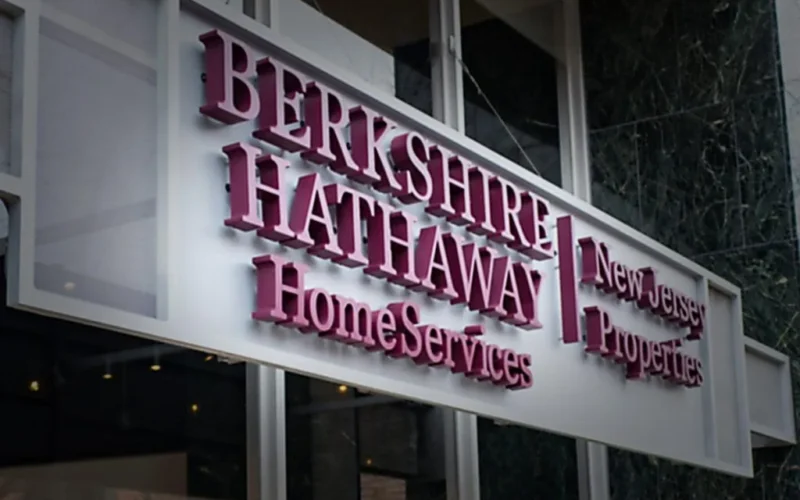 BERKSHIRE
HATHAWAY
HomeServices
New Jersey
Properties